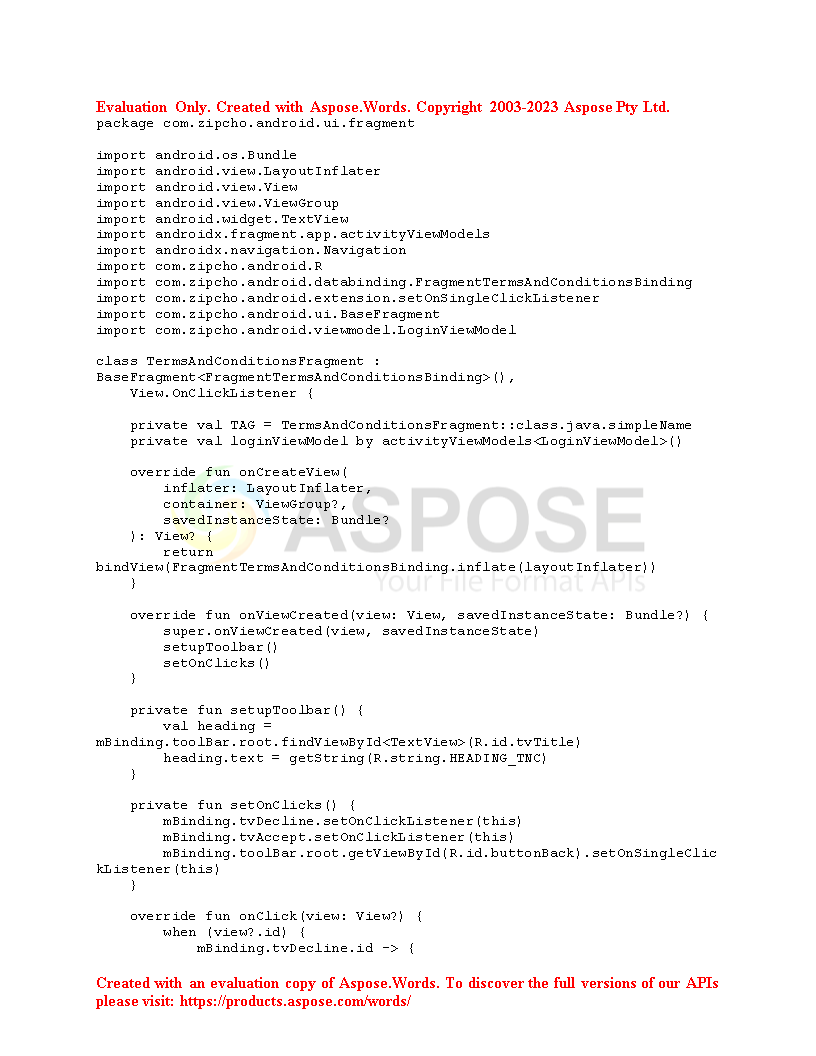 Evaluation Only. Created with Aspose.Words. Copyright 2003-2023 Aspose Pty Ltd.
package com.zipcho.android.ui.fragment

import android.os.Bundle
import android.view.LayoutInflater
import android.view.View
import android.view.ViewGroup
import android.widget.TextView
import androidx.fragment.app.activityViewModels
import androidx.navigation.Navigation
import com.zipcho.android.R
import com.zipcho.android.databinding.FragmentTermsAndConditionsBinding
import com.zipcho.android.extension.setOnSingleClickListener
import com.zipcho.android.ui.BaseFragment
import com.zipcho.android.viewmodel.LoginViewModel

class TermsAndConditionsFragment :
BaseFragment<FragmentTermsAndConditionsBinding>(),
    View.OnClickListener {

    private val TAG = TermsAndConditionsFragment::class.java.simpleName
    private val loginViewModel by activityViewModels<LoginViewModel>()

    override fun onCreateView(
        inflater: LayoutInflater,
        container: ViewGroup?,
        savedInstanceState: Bundle?
    ): View? {
        return
bindView(FragmentTermsAndConditionsBinding.inflate(layoutInflater))
    }

    override fun onViewCreated(view: View, savedInstanceState: Bundle?) {
        super.onViewCreated(view, savedInstanceState)
        setupToolbar()
        setOnClicks()
    }

    private fun setupToolbar() {
        val heading =
mBinding.toolBar.root.findViewById<TextView>(R.id.tvTitle)
        heading.text = getString(R.string.HEADING_TNC)
    }

    private fun setOnClicks() {
        mBinding.tvDecline.setOnClickListener(this)
        mBinding.tvAccept.setOnClickListener(this)
        mBinding.toolBar.root.getViewById(R.id.buttonBack).setOnSingleClic
kListener(this)
    }

    override fun onClick(view: View?) {
        when (view?.id) {
            mBinding.tvDecline.id -> {

ASPOSE
Your File Format APIs
Created with an evaluation copy of Aspose.Words. To discover the full versions of our APIs
please visit: https://products.aspose.com/words/